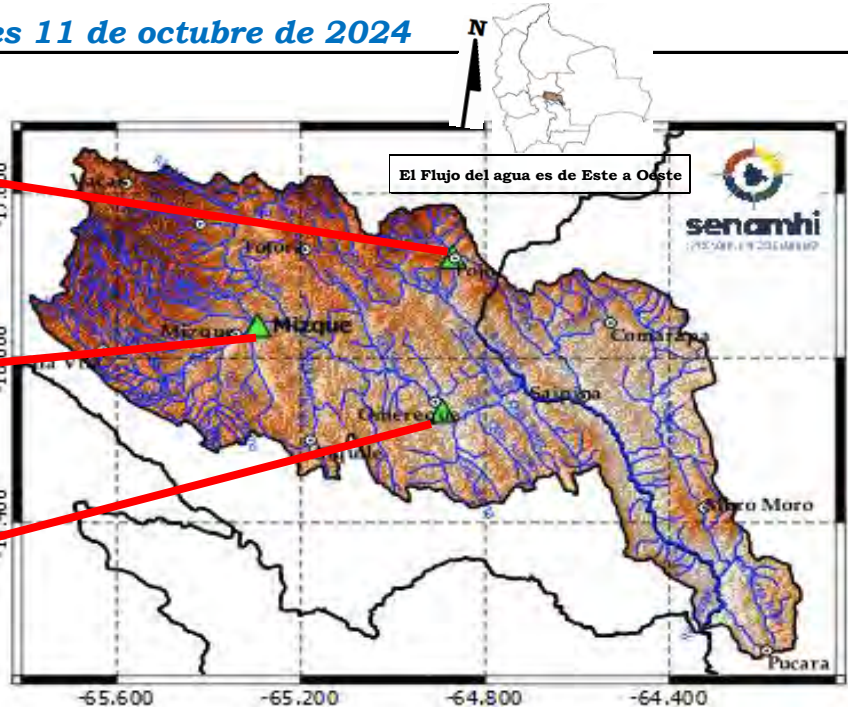 es 11 de octubre de 2024
N
El Flujo del agua es de Este a Oeste
senamhi
Vacas
Pojo
Comarapa
Mizque
Mizque
Saipina
Omereque
Moro Moro
Pucara
-65.600
-65.200
-64.800
-64.400